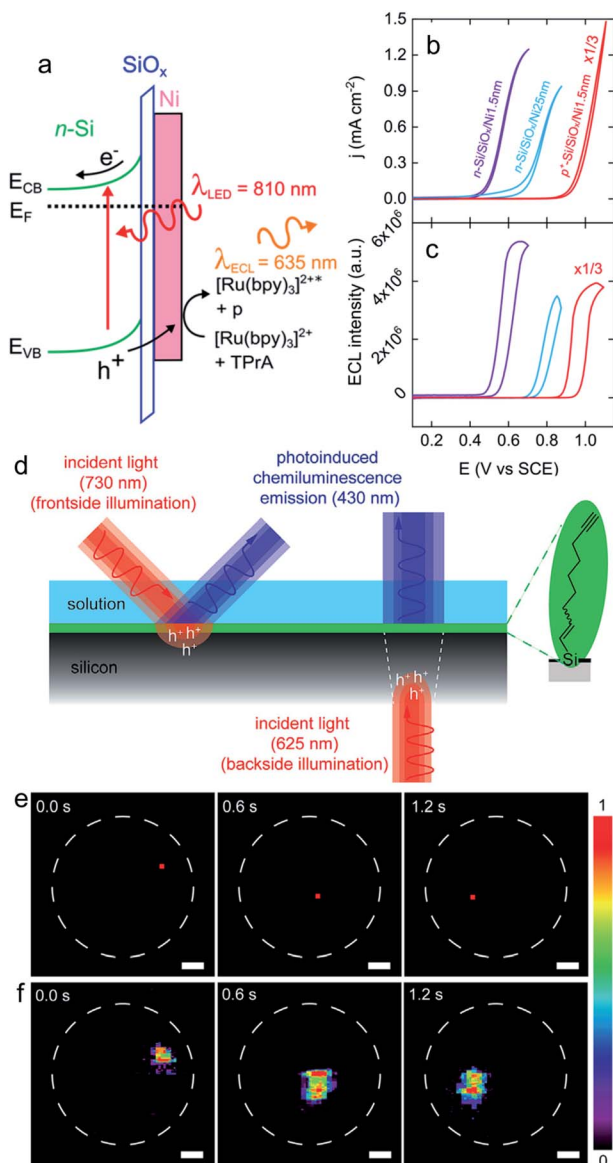 a
SiOₓ
Ni
n-Si
e⁻
E_CB
E_F
λ_LED = 810 nm
λ_ECL = 635 nm
[Ru(bpy)₃]²⁺*
+ p
[Ru(bpy)₃]²⁺
+ TPrA
E_VB
h⁺
b
1.5
1.2
0.9
0.6
0.3
0.0
j (mA cm⁻²)
n-Si/SiOₓ/Ni1.5nm
n-Si/SiOₓ/Ni25nm
p⁺-Si/SiOₓ/Ni1.5nm
x1/3
c
6x10⁶
4x10⁶
2x10⁶
0
ECL intensity (a.u.)
x1/3
0.2 0.4 0.6 0.8 1.0
E (V vs SCE)
d
incident light
(730 nm)
(frontside illumination)
photoinduced
chemiluminescence
emission (430 nm)
solution
h⁺ h⁺
h⁺
silicon
h⁺ h⁺
h⁺
incident light
(625 nm)
(backside illumination)
Si
e
0.0 s
0.6 s
1.2 s
1
f
0.0 s
0.6 s
1.2 s
0